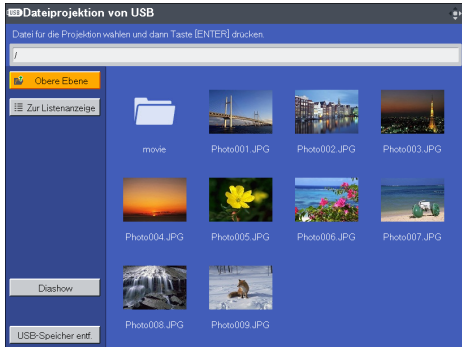 USB Dateiprojektion von USB
Datei für die Projektion wählen und dann Taste [ENTER] drücken.
/
Obere Ebene
Zur Listenanzeige
movie
Photo001.JPG
Photo002.JPG
Photo003.JPG
Photo004.JPG
Photo005.JPG
Photo006.JPG
Photo007.JPG
Diashow
Photo008.JPG
Photo009.JPG
USB-Speicher entf.